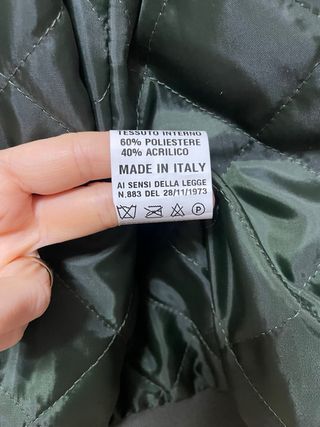 TESSUTO INTERNO
60% POLIESTERE
40% ACRILICO
MADE IN ITALY
AI SENSI DELLA LEGGE
N.883 DEL 28/11/1973
P